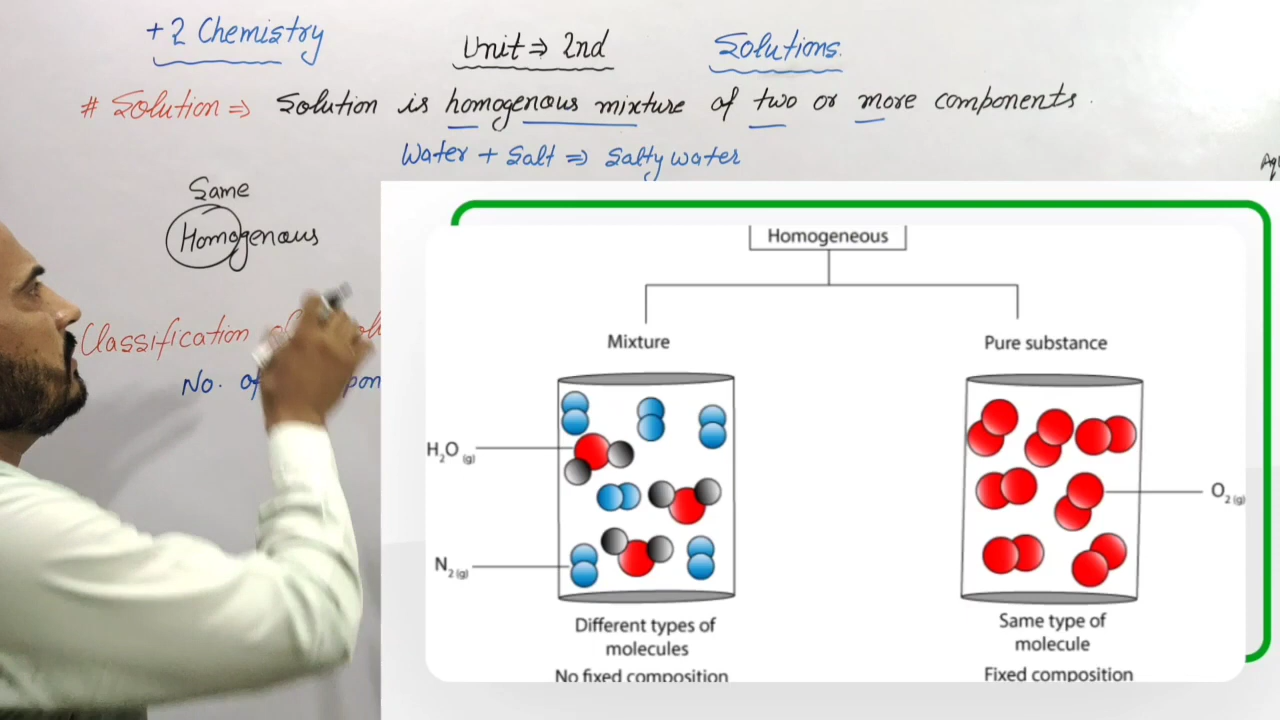 +2 Chemistry Unit ⇒ 2nd Solutions.
# Solution ⇒ Solution is homogenous mixture of two or more components.
Water + Salt ⇒ Salty water
Same
Homogenous
Classification
No. of
Homogeneous
Mixture Pure substance
H₂O (g)
O₂ (g)
N₂ (g)
Different types of
molecules
No fixed composition
Same type of
molecule
Fixed composition